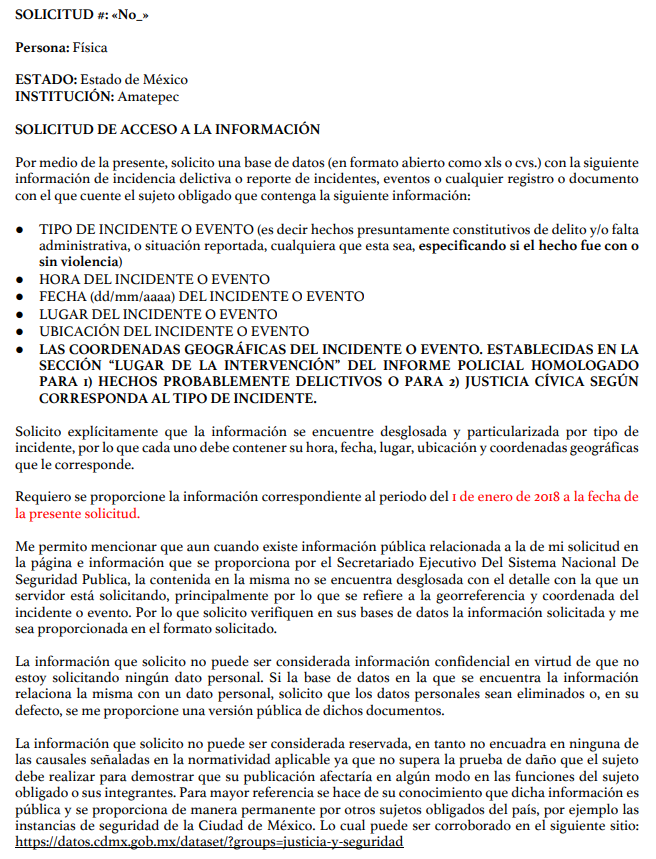 SOLICITUD #: «No_»
Persona: Física
ESTADO: Estado de México
INSTITUCIÓN: Amatepec
SOLICITUD DE ACCESO A LA INFORMACIÓN
Por medio de la presente, solicito una base de datos (en formato abierto como xls o cvs.) con la siguiente
información de incidencia delictiva o reporte de incidentes, eventos o cualquier registro o documento
con el que cuente el sujeto obligado que contenga la siguiente información:
● TIPO DE INCIDENTE O EVENTO (es decir hechos presuntamente constitutivos de delito y/o falta
administrativa, o situación reportada, cualquiera que esta sea, especificando si el hecho fue con o
sin violencia)
● HORA DEL INCIDENTE O EVENTO
● FECHA (dd/mm/aaaa) DEL INCIDENTE O EVENTO
● LUGAR DEL INCIDENTE O EVENTO
● UBICACIÓN DEL INCIDENTE O EVENTO
● LAS COORDENADAS GEOGRÁFICAS DEL INCIDENTE O EVENTO. ESTABLECIDAS EN LA
SECCIÓN “LUGAR DE LA INTERVENCIÓN” DEL INFORME POLICIAL HOMOLOGADO
PARA 1) HECHOS PROBABLEMENTE DELICTIVOS O PARA 2) JUSTICIA CÍVICA SEGÚN
CORRESPONDA AL TIPO DE INCIDENTE.
Solicito explícitamente que la información se encuentre desglosada y particularizada por tipo de
incidente, por lo que cada uno debe contener su hora, fecha, lugar, ubicación y coordenadas geográficas
que le corresponde.
Requiero se proporcione la información correspondiente al periodo del 1 de enero de 2018 a la fecha de
la presente solicitud.
Me permito mencionar que aun cuando existe información pública relacionada a la de mi solicitud en
la página e información que se proporciona por el Secretariado Ejecutivo Del Sistema Nacional De
Seguridad Publica, la contenida en la misma no se encuentra desglosada con el detalle con la que un
servidor está solicitando, principalmente por lo que se refiere a la georreferencia y coordenada del
incidente o evento. Por lo que solicito verifiquen en sus bases de datos la información solicitada y me
sea proporcionada en el formato solicitado.
La información que solicito no puede ser considerada información confidencial en virtud de que no
estoy solicitando ningún dato personal. Si la base de datos en la que se encuentra la información
relaciona la misma con un dato personal, solicito que los datos personales sean eliminados o, en su
defecto, se me proporcione una versión pública de dichos documentos.
La información que solicito no puede ser considerada reservada, en tanto no encuadra en ninguna de
las causales señaladas en la normatividad aplicable ya que no supera la prueba de daño que el sujeto
debe realizar para demostrar que su publicación afectaría en algún modo en las funciones del sujeto
obligado o sus integrantes. Para mayor referencia se hace de su conocimiento que dicha información es
pública y se proporciona de manera permanente por otros sujetos obligados del país, por ejemplo las
instancias de seguridad de la Ciudad de México. Lo cual puede ser corroborado en el siguiente sitio:
https://datos.cdmx.gob.mx/dataset/?groups=justicia-y-seguridad